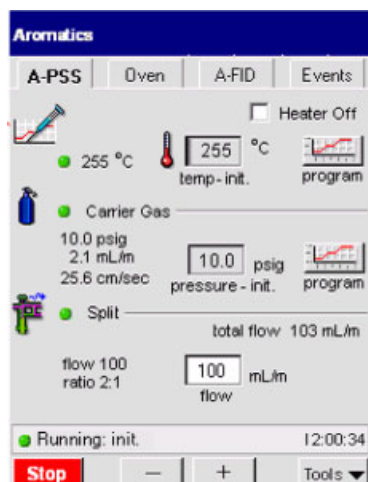 Aromatics
A-PSS Oven A-FID Events
Heater Off
255 °C 255 °C
temp- init. program
Carrier Gas
10.0 psig
2.1 mL/m 10.0 psig
25.6 cm/sec pressure - init. program
Split
total flow 103 mL/m
flow 100 100 mL/m
ratio 2:1 flow
Running: init. 12:00:34
Stop − + Tools